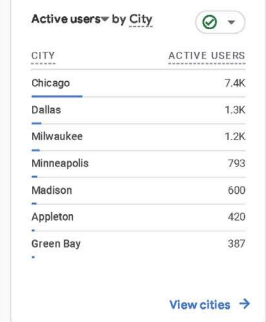 Active users by City
CITY ACTIVE USERS
Chicago 7.4K
Dallas 1.3K
Milwaukee 1.2K
Minneapolis 793
Madison 600
Appleton 420
Green Bay 387
View cities